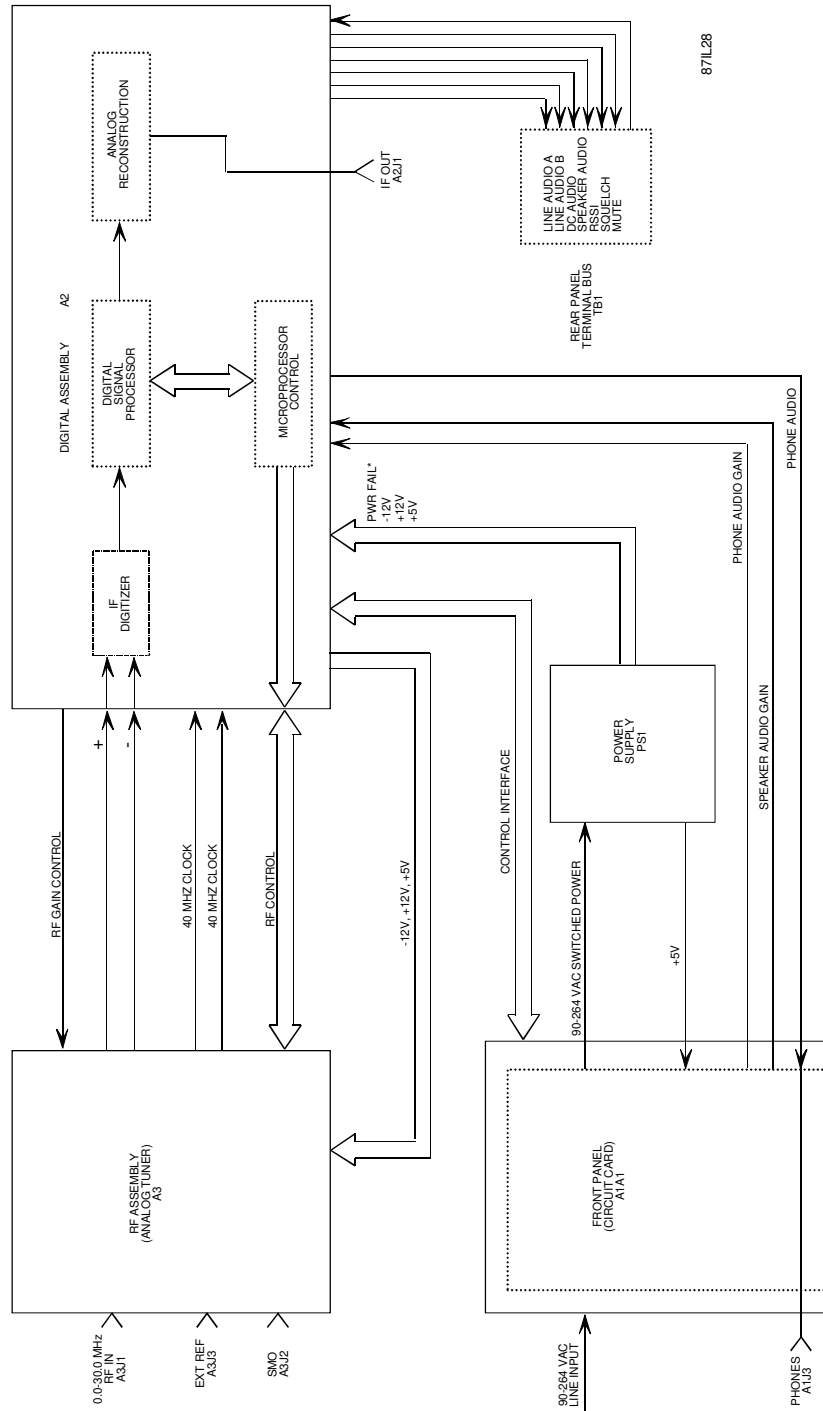 0.0-30.0 MHz
RF IN
A3J1
EXT REF
A3J3
SMO
A3J2
RF ASSEMBLY
(ANALOG TUNER)
A3
RF GAIN CONTROL
+
-
40 MHZ CLOCK
40 MHZ CLOCK
RF CONTROL
-12V, +12V, +5V
DIGITAL ASSEMBLY A2
IF
DIGITIZER
DIGITAL
SIGNAL
PROCESSOR
ANALOG
RECONSTRUCTION
MICROPROCESSOR
CONTROL
IF OUT
A2J1
PWR FAIL*
-12V
+12V
+5V
CONTROL INTERFACE
90-264 VAC
LINE INPUT
FRONT PANEL
(CIRCUIT CARD)
A1A1
90-264 VAC SWITCHED POWER
+5V
POWER
SUPPLY
PS1
PHONE AUDIO GAIN
SPEAKER AUDIO GAIN
PHONE AUDIO
PHONES
A1J3
REAR PANEL
TERMINAL BUS
TB1
LINE AUDIO A
LINE AUDIO B
DC AUDIO
SPEAKER AUDIO
RSSI
SQUELCH
MUTE
871L28